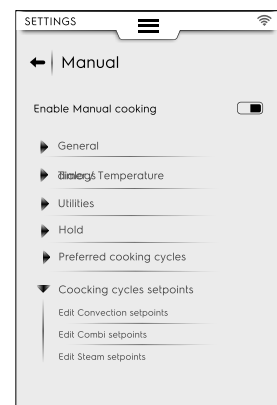 SETTINGS
Manual
Enable Manual cooking
General
Temperature
Utilities
Hold
Preferred cooking cycles
Coocking cycles setpoints
Edit Convection setpoints
Edit Combi setpoints
Edit Steam setpoints